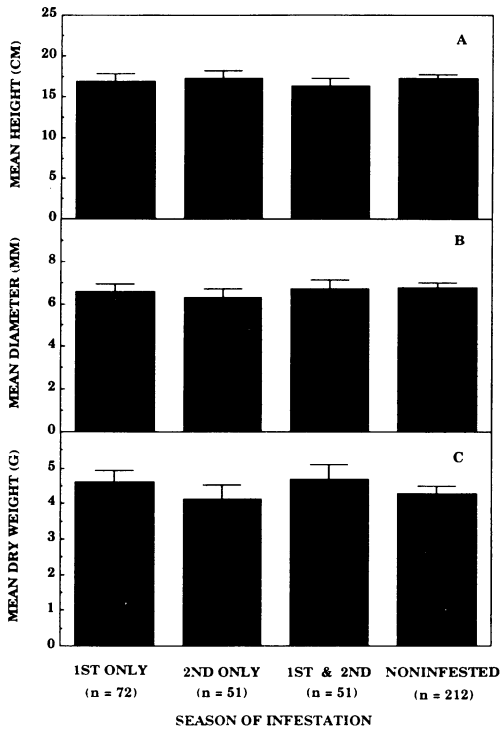 MEAN HEIGHT (CM)
25
20
15
10
5
0
A
MEAN DIAMETER (MM)
8
6
4
2
0
B
MEAN DRY WEIGHT (G)
5
4
3
2
1
0
C
1ST ONLY 2ND ONLY 1ST & 2ND NONINFESTED
(n = 72) (n = 51) (n = 51) (n = 212)
SEASON OF INFESTATION